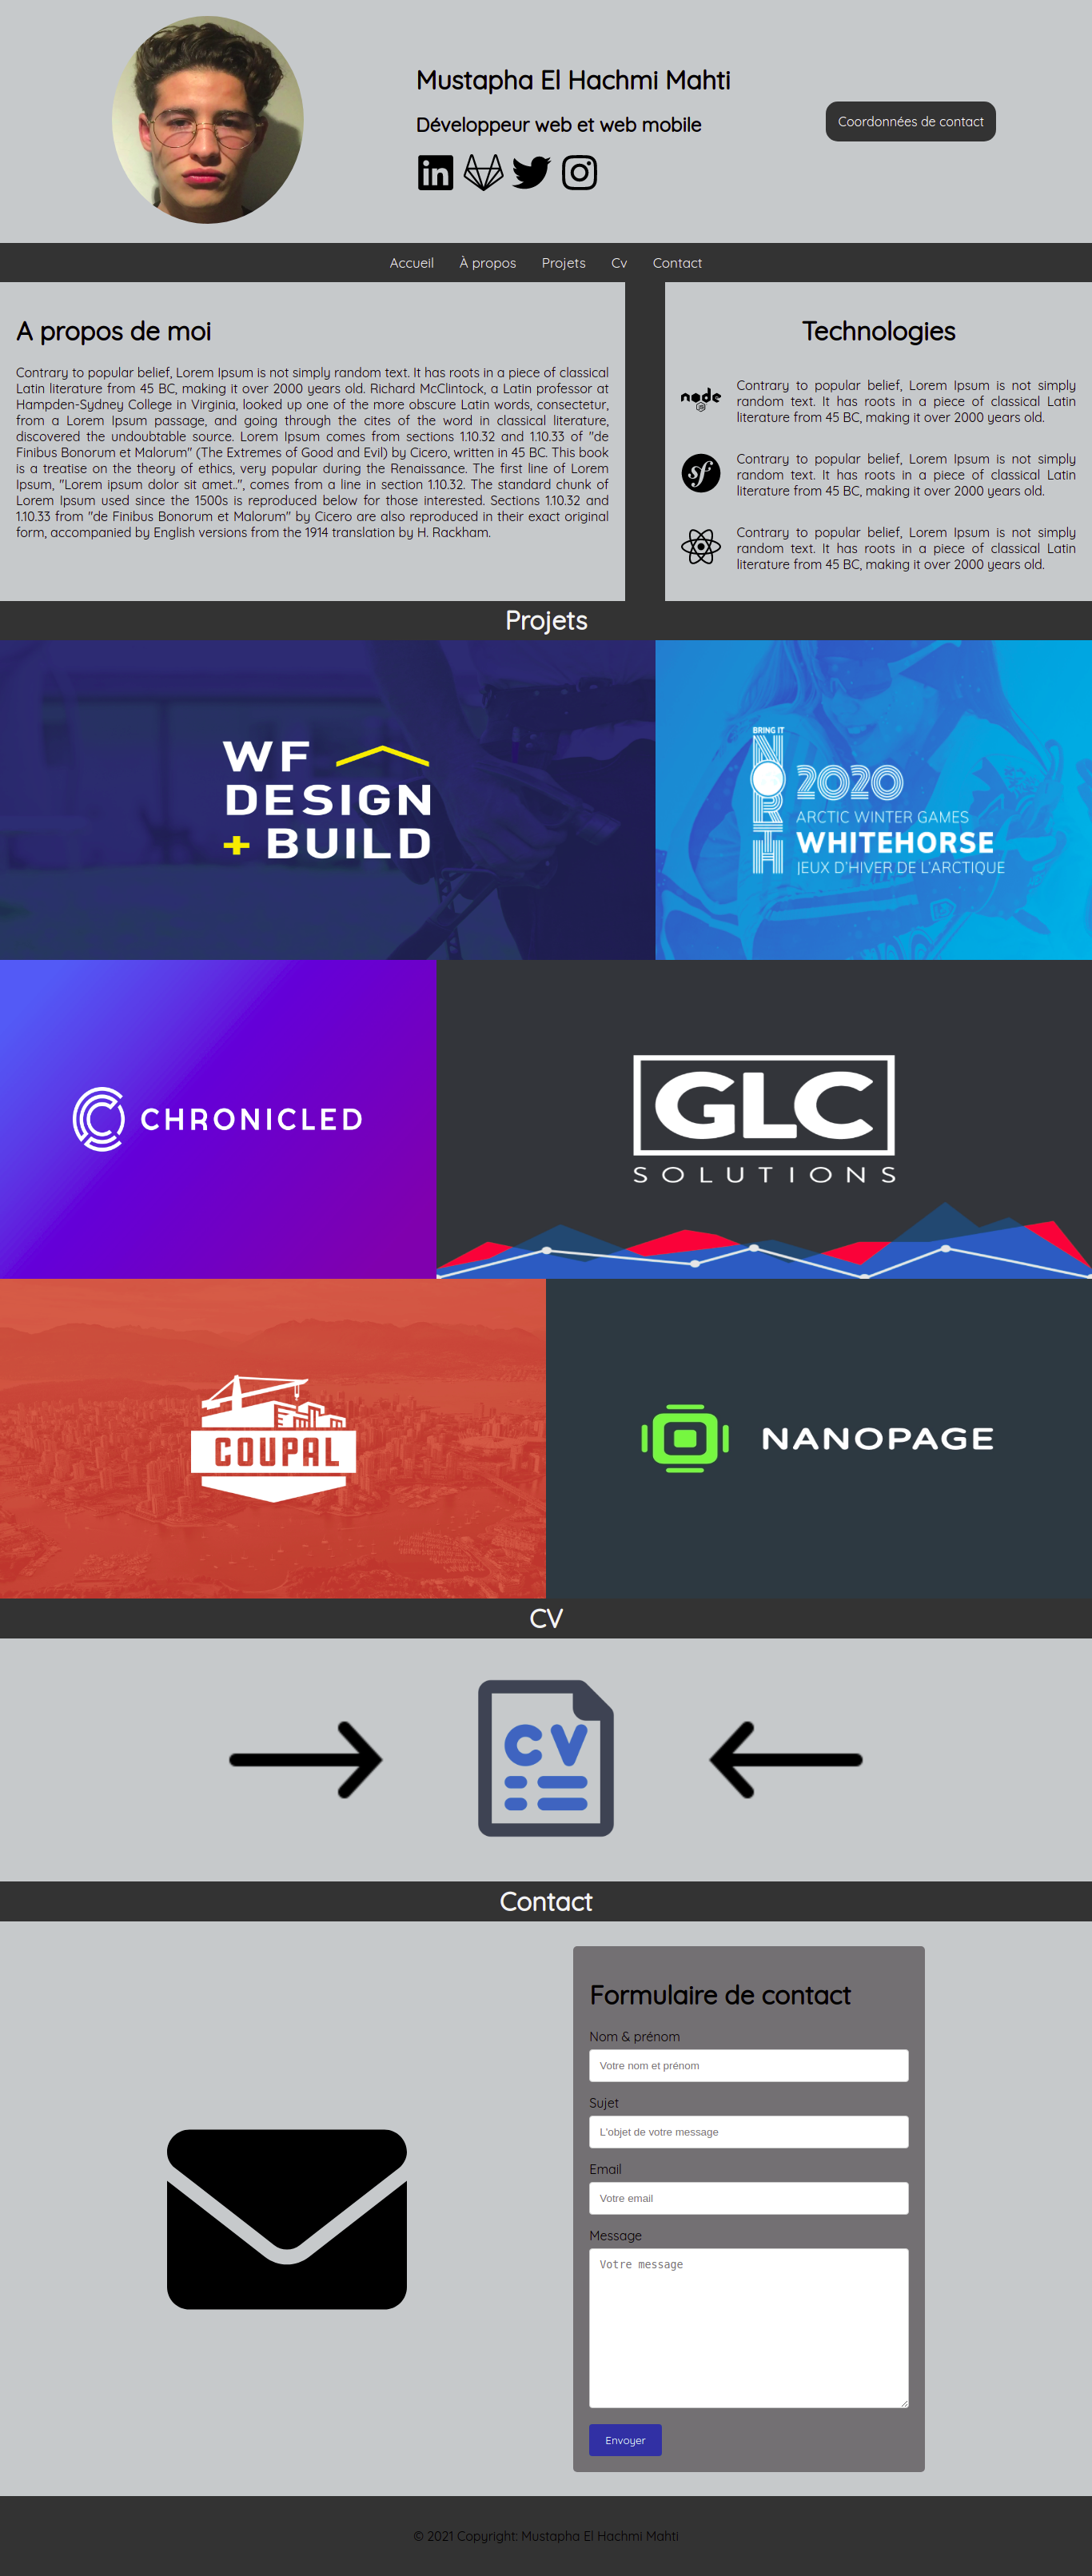 Mustapha El Hachmi Mahti
Développeur web et web mobile
Coordonnées de contact
Accueil À propos Projets Cv Contact
A propos de moi
Contrary to popular belief, Lorem Ipsum is not simply random text. It has roots in a piece of classical
Latin literature from 45 BC, making it over 2000 years old. Richard McClintock, a Latin professor at
Hampden-Sydney College in Virginia, looked up one of the more obscure Latin words, consectetur,
from a Lorem Ipsum passage, and going through the cites of the word in classical literature,
discovered the undoubtable source. Lorem Ipsum comes from sections 1.10.32 and 1.10.33 of "de
Finibus Bonorum et Malorum" (The Extremes of Good and Evil) by Cicero, written in 45 BC. This book
is a treatise on the theory of ethics, very popular during the Renaissance. The first line of Lorem
Ipsum, "Lorem ipsum dolor sit amet..", comes from a line in section 1.10.32. The standard chunk of
Lorem Ipsum used since the 1500s is reproduced below for those interested. Sections 1.10.32 and
1.10.33 from "de Finibus Bonorum et Malorum" by Cicero are also reproduced in their exact original
form, accompanied by English versions from the 1914 translation by H. Rackham.
Technologies
node
JS
Contrary to popular belief, Lorem Ipsum is not simply
random text. It has roots in a piece of classical Latin
literature from 45 BC, making it over 2000 years old.
sf
Contrary to popular belief, Lorem Ipsum is not simply
random text. It has roots in a piece of classical Latin
literature from 45 BC, making it over 2000 years old.
Contrary to popular belief, Lorem Ipsum is not simply
random text. It has roots in a piece of classical Latin
literature from 45 BC, making it over 2000 years old.
Projets
WF
DESIGN
+ BUILD
BRING IT
NORTH
2020
ARCTIC WINTER GAMES
WHITEHORSE
JEUX D'HIVER DE L'ARCTIQUE
CHRONICLED
GLC
SOLUTIONS
COUPAL
NANOPAGE
CV
CV
Contact
Formulaire de contact
Nom & prénom
Votre nom et prénom
Sujet
L'objet de votre message
Email
Votre email
Message
Votre message
Envoyer
© 2021 Copyright: Mustapha El Hachmi Mahti